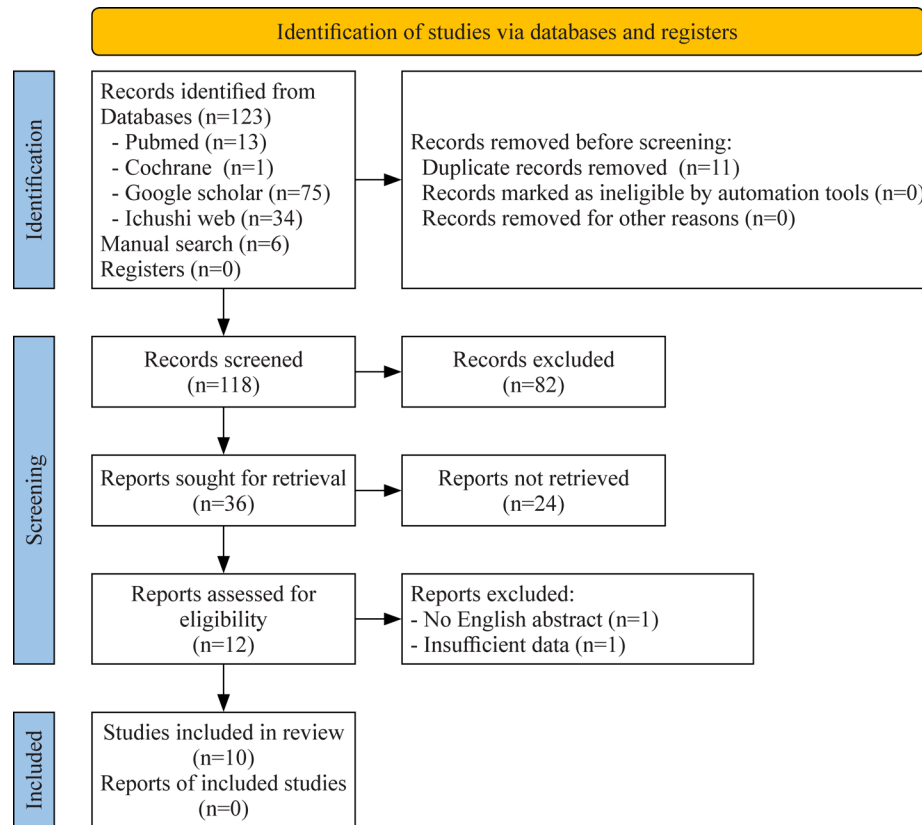 Identification of studies via databases and registers
Identification
Records identified from
Databases (n=123)
- Pubmed (n=13)
- Cochrane (n=1)
- Google scholar (n=75)
- Ichushi web (n=34)
Manual search (n=6)
Registers (n=0)
Records removed before screening:
Duplicate records removed (n=11)
Records marked as ineligible by automation tools (n=0)
Records removed for other reasons (n=0)
Screening
Records screened
(n=118)
Records excluded
(n=82)
Reports sought for retrieval
(n=36)
Reports not retrieved
(n=24)
Reports assessed for
eligibility
(n=12)
Reports excluded:
- No English abstract (n=1)
- Insufficient data (n=1)
Included
Studies included in review
(n=10)
Reports of included studies
(n=0)